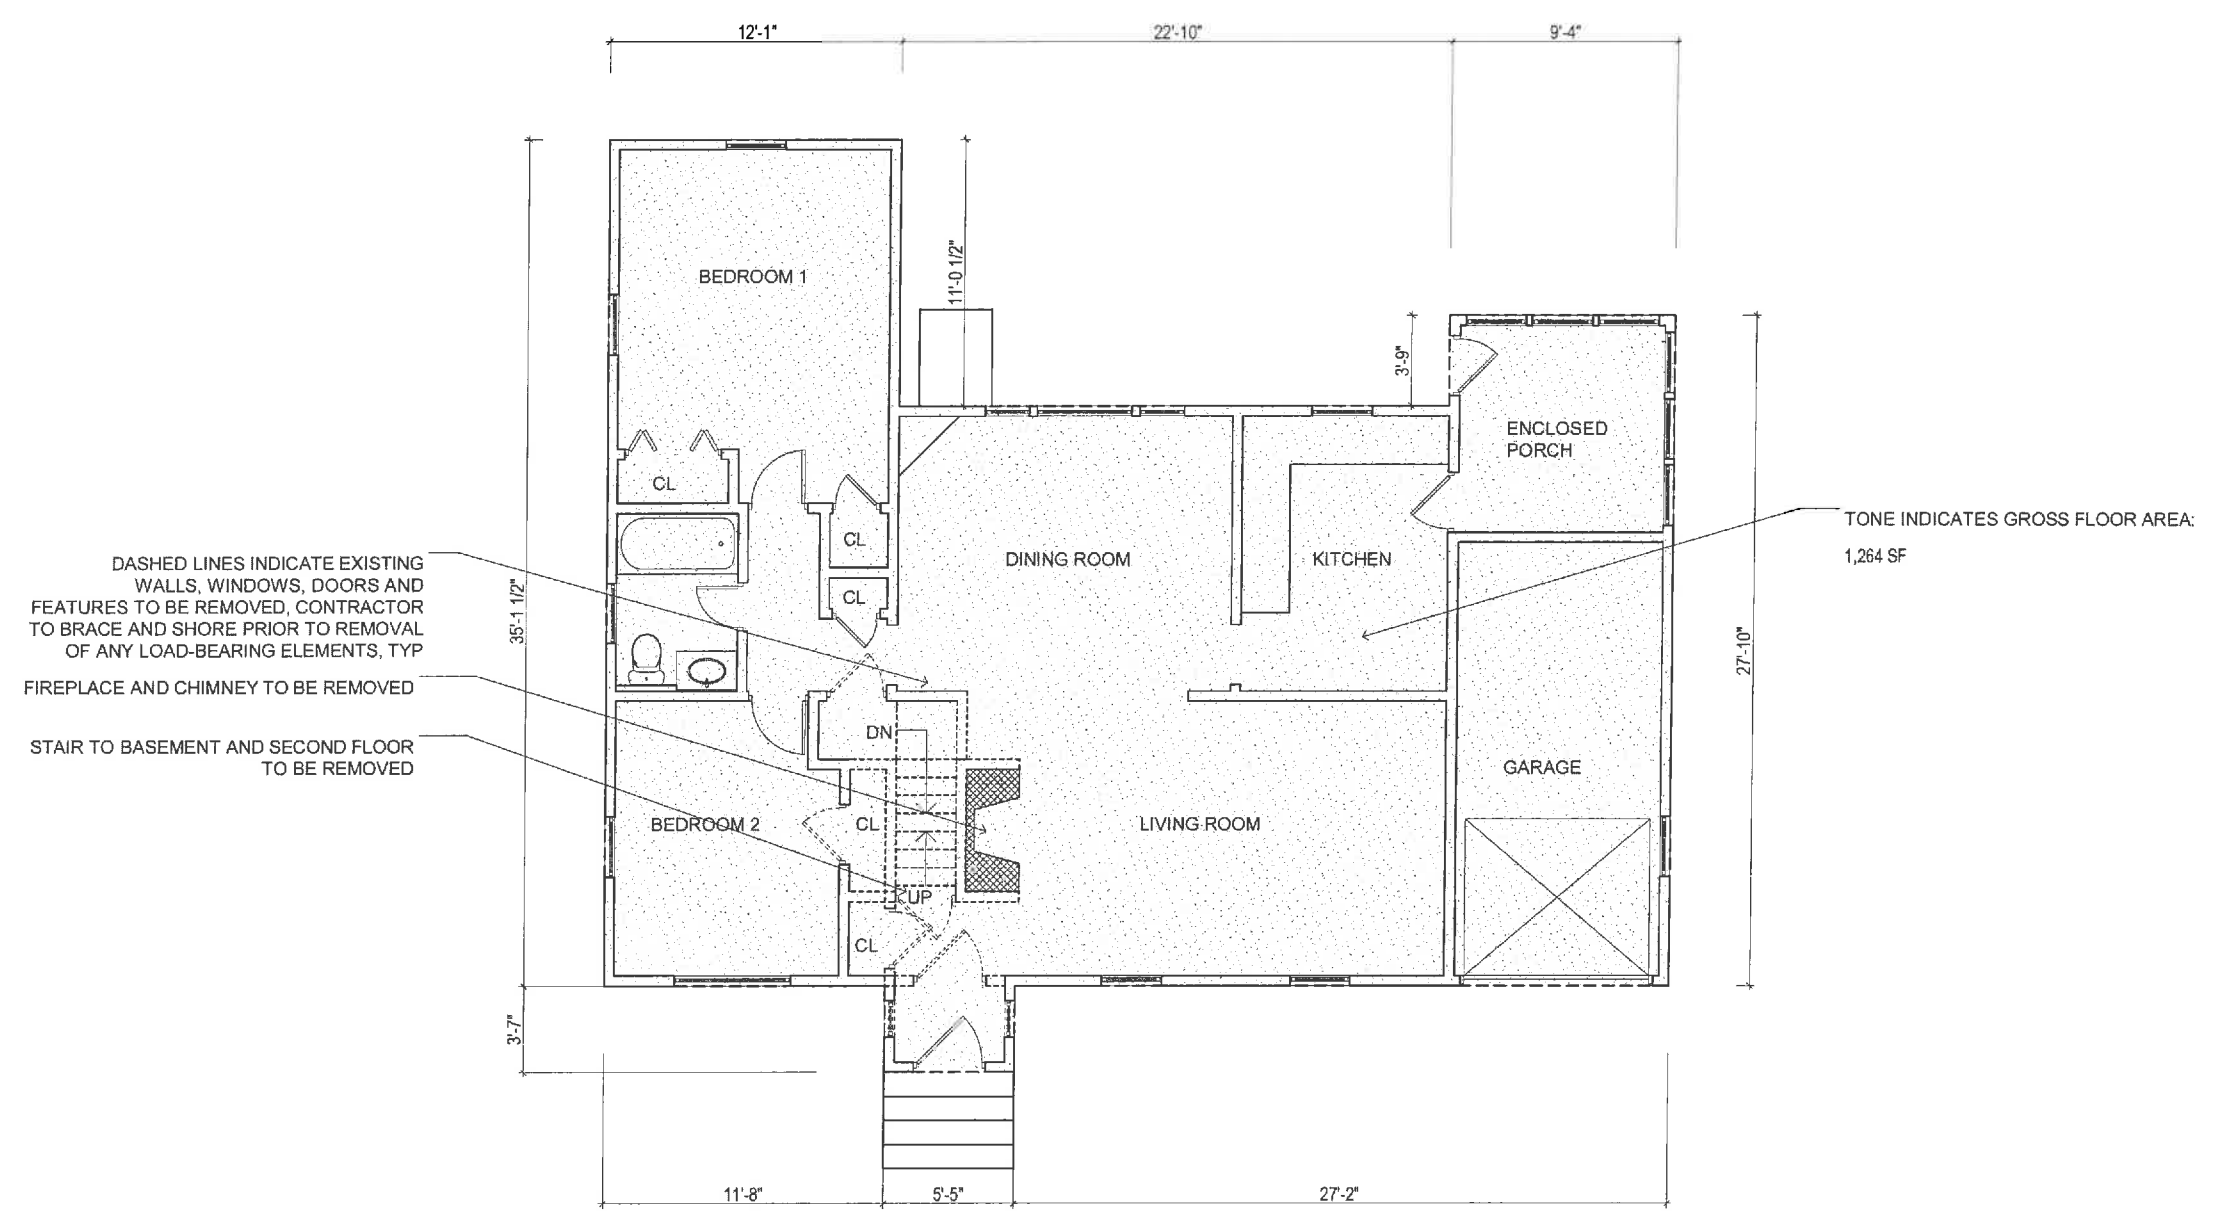 12'-1"
22'-10"
9'-4"
11'-0 1/2"
BEDROOM 1
3'-9"
ENCLOSED
PORCH
CL
TONE INDICATES GROSS FLOOR AREA:
1,264 SF
CL
DINING ROOM
KITCHEN
DASHED LINES INDICATE EXISTING
WALLS, WINDOWS, DOORS AND
FEATURES TO BE REMOVED, CONTRACTOR
TO BRACE AND SHORE PRIOR TO REMOVAL
OF ANY LOAD-BEARING ELEMENTS, TYP
35'-1 1/2"
CL
27'-10"
FIREPLACE AND CHIMNEY TO BE REMOVED
DN
STAIR TO BASEMENT AND SECOND FLOOR
TO BE REMOVED
GARAGE
BEDROOM 2
CL
LIVING ROOM
UP
CL
3'-7"
11'-8"
5'-5"
27'-2"